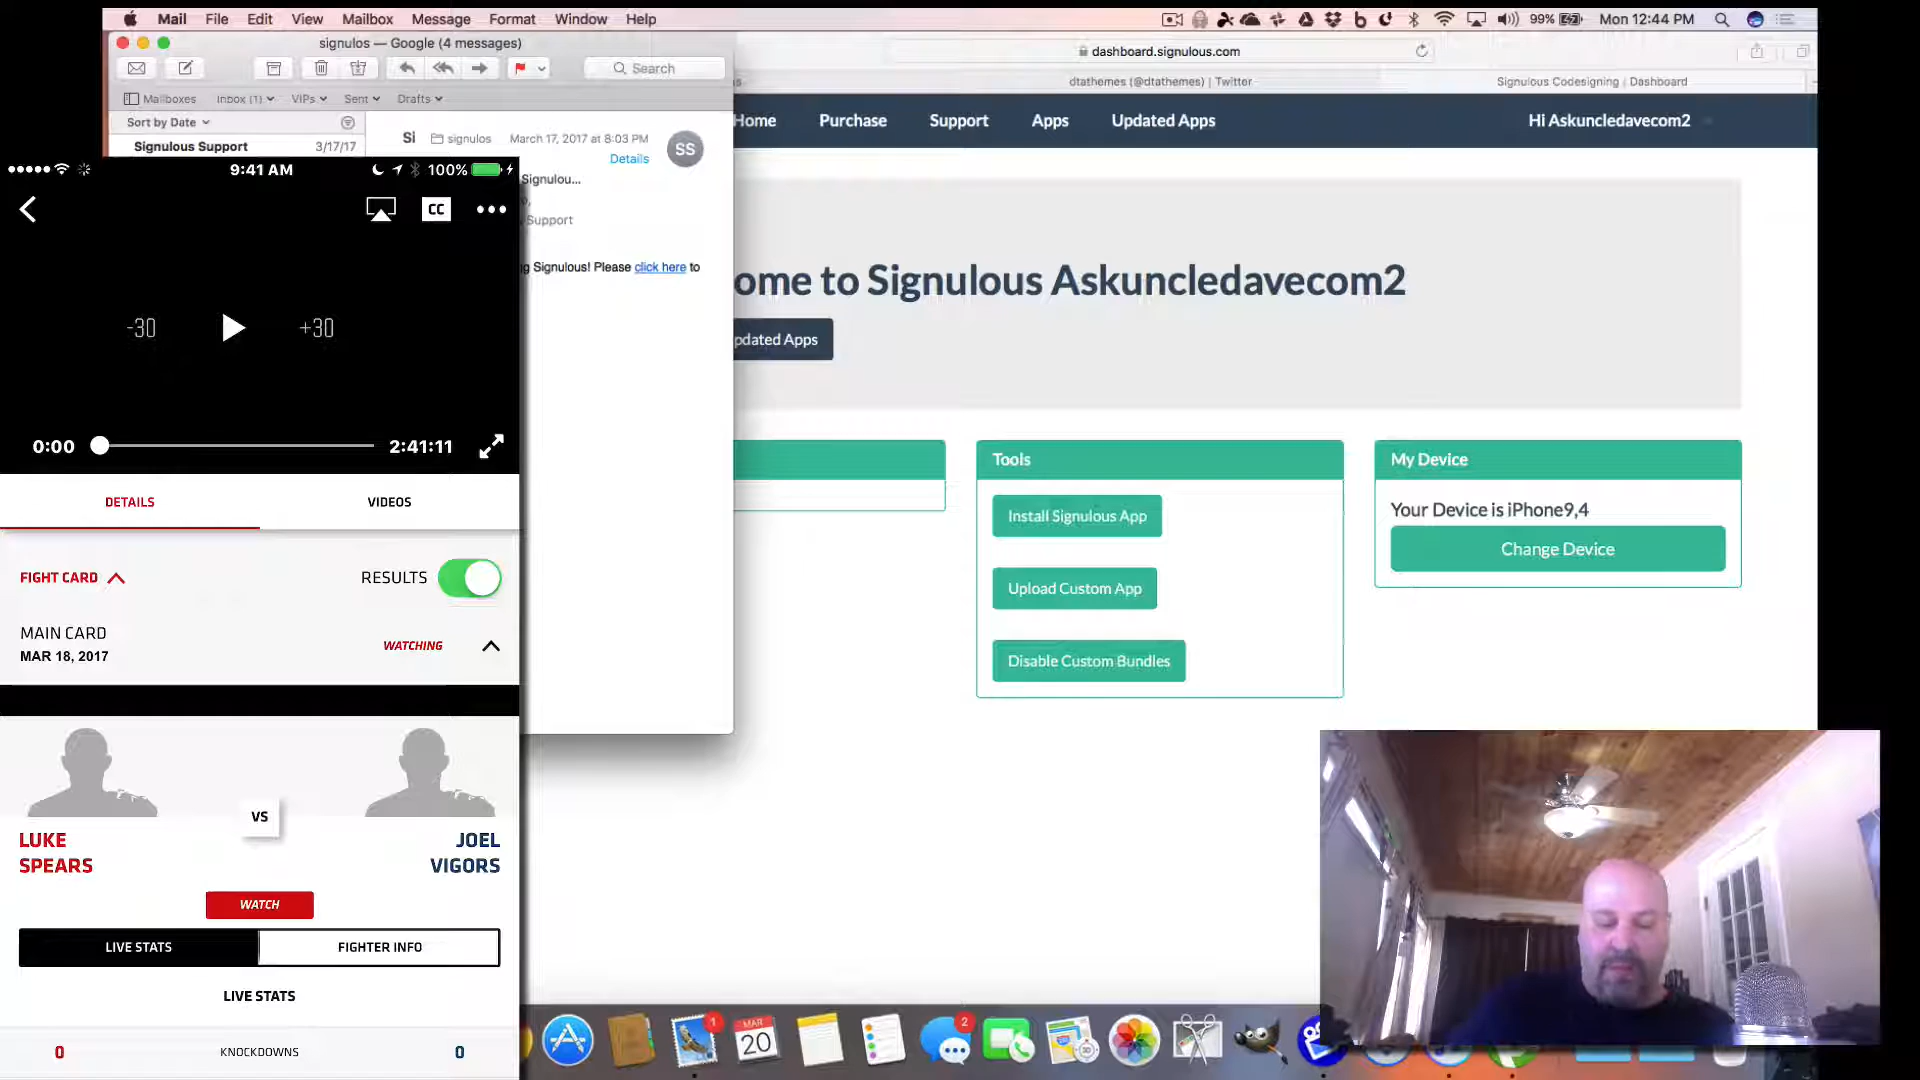 Mail File Edit View Mailbox Message Format Window Help
99% Mon 12:44 PM
signulos — Google (4 messages)
Search
dashboard.signulous.com
dtathemes (@dtathemes) | Twitter
Signulous Codesigning | Dashboard
Mailboxes Inbox (1) VIPs Sent Drafts
Sort by Date
Signulous Support 3/17/17
Si signulos March 17, 2017 at 8:03 PM
SS
Details
Signulou...
Support
Signulous! Please click here to
Home Purchase Support Apps Updated Apps
Hi Askuncledavecom2
ome to Signulous Askuncledavecom2
pdated Apps
Tools
Install Signulous App
Upload Custom App
Disable Custom Bundles
My Device
Your Device is iPhone9,4
Change Device
9:41 AM
100%
CC
-30
+30
0:00
2:41:11
DETAILS
VIDEOS
FIGHT CARD
RESULTS
MAIN CARD
MAR 18, 2017
WATCHING
VS
LUKE
SPEARS
JOEL
VIGORS
WATCH
LIVE STATS
FIGHTER INFO
LIVE STATS
0 KNOCKDOWNS 0
1
MAR
20
2
30